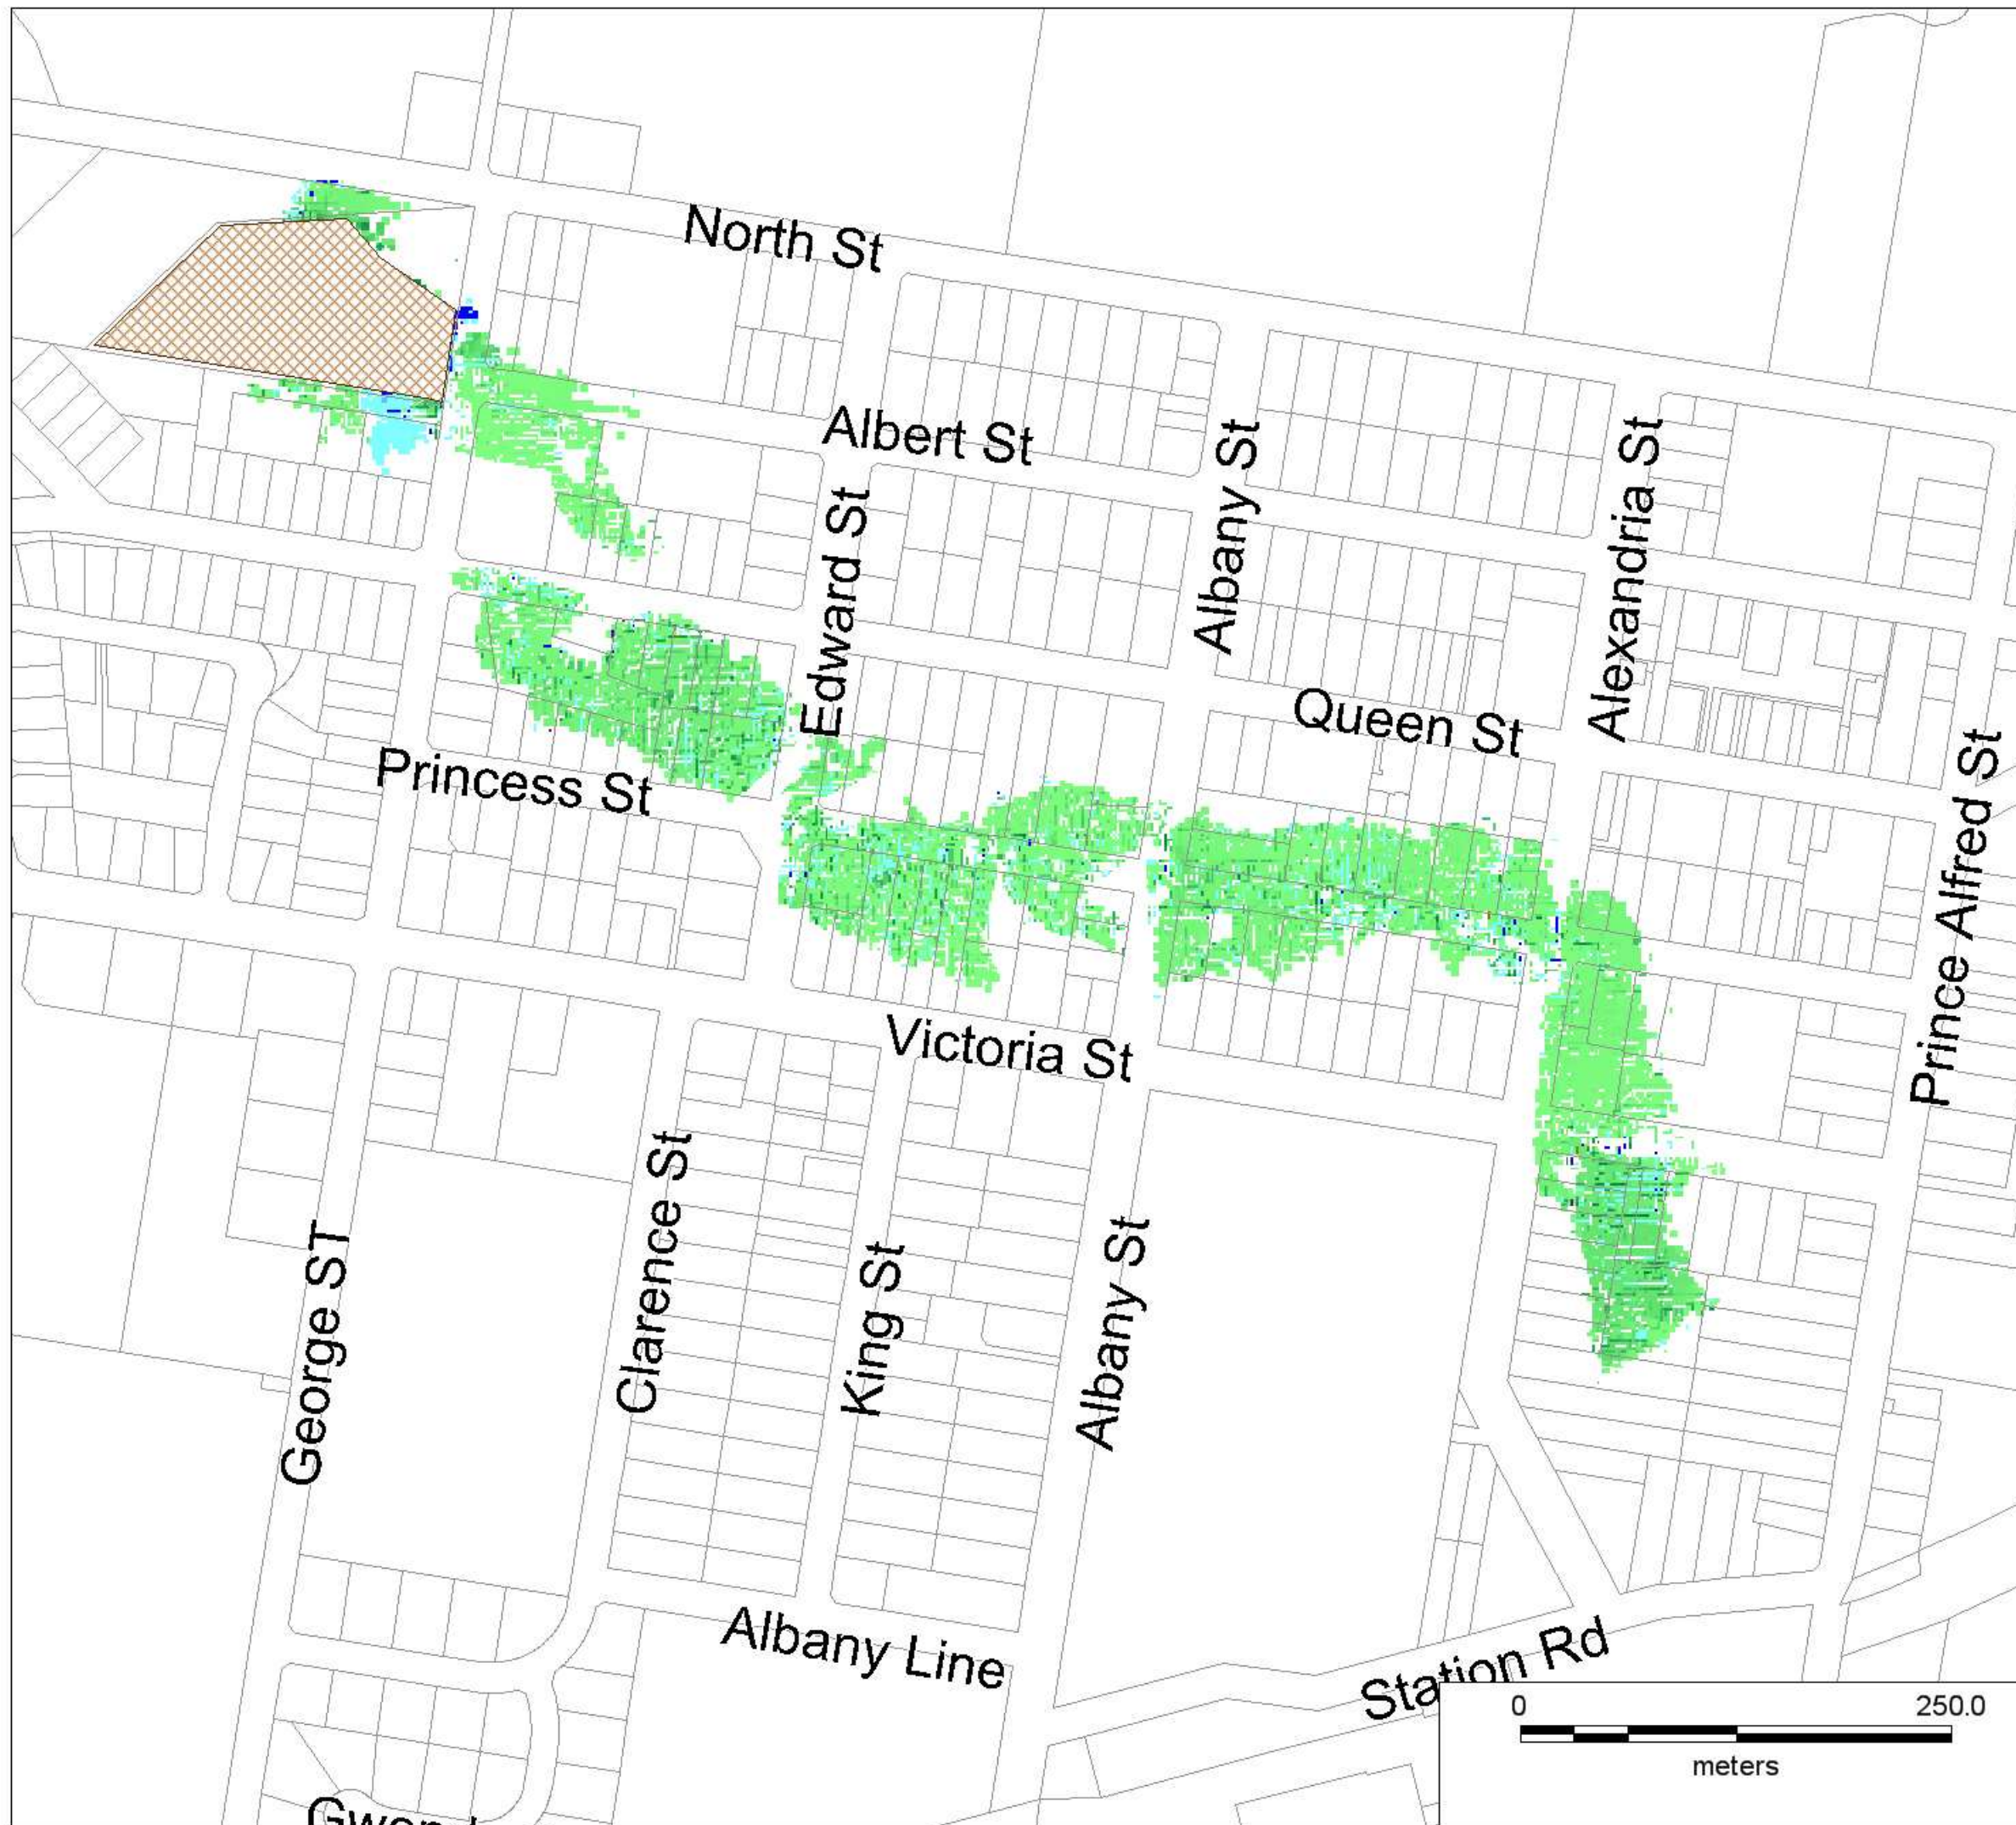 North St
Albert St
Albany St
Alexandria St
Edward St
Queen St
Princess St
Prince Alfred St
Victoria St
George ST
Clarence St
King St
Albany St
Albany Line
Station Rd
0 250.0
meters